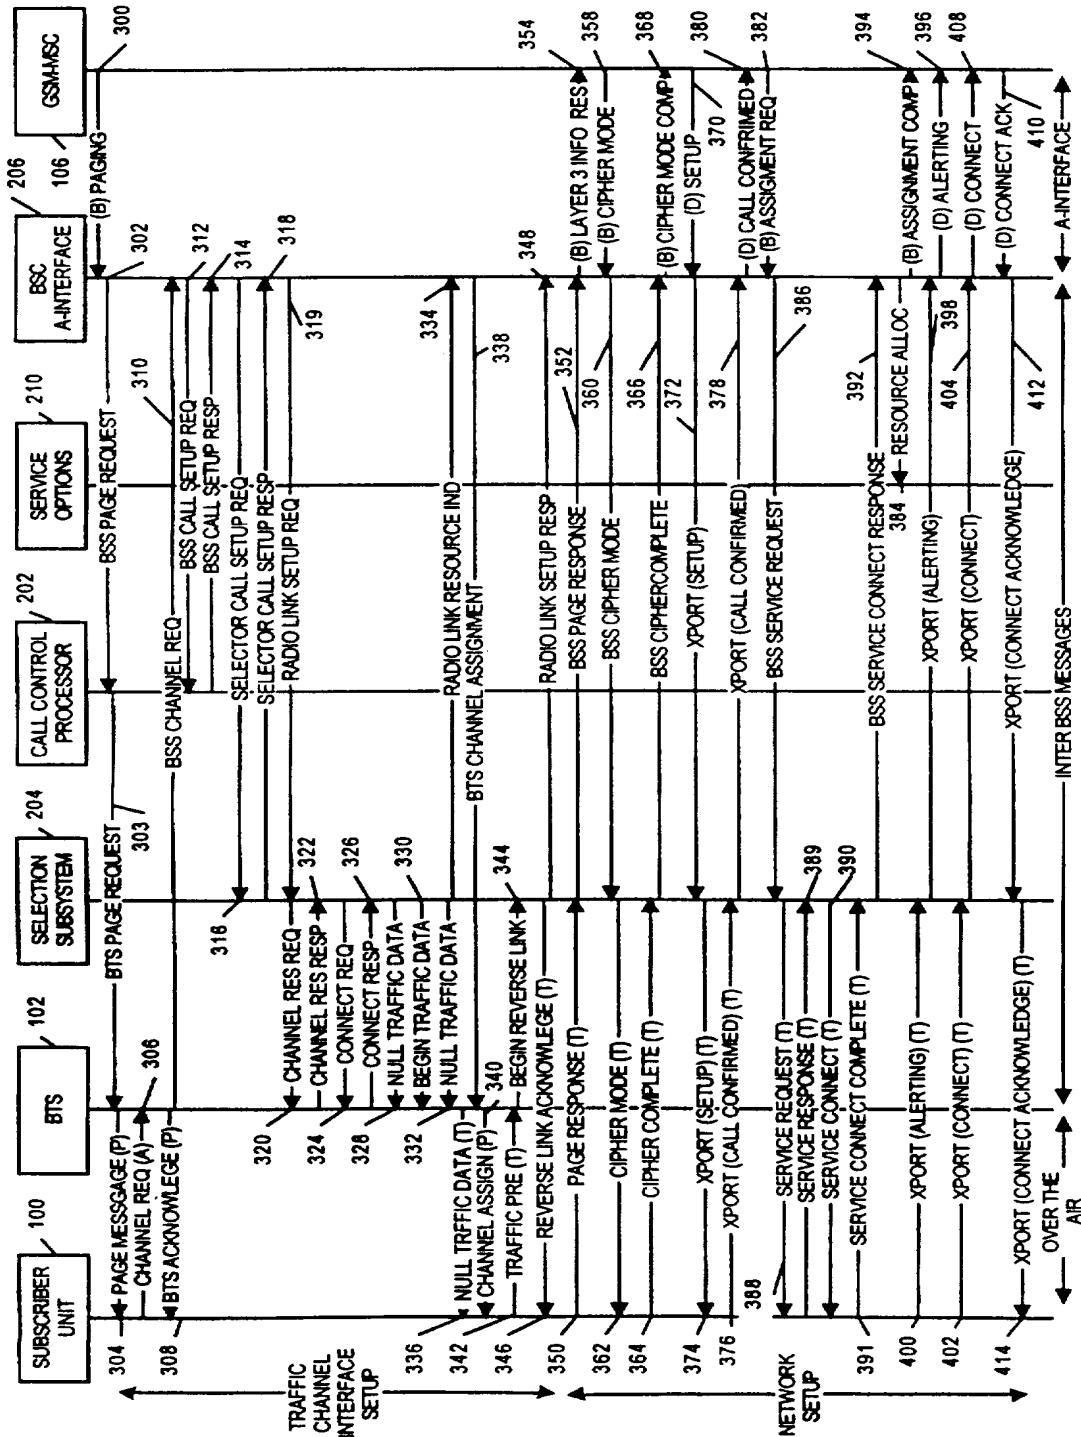 SUBSCRIBER
UNIT
100
BTS
102
SELECTION
SUBSYSTEM
204
CALL CONTROL
PROCESSOR
202
SERVICE
OPTIONS
210
BSC
A-INTERFACE
206
GSM-MSC
106
300
(B) PAGING
302
BSS PAGE REQUEST
303
BTS PAGE REQUEST
304
PAGE MESSGAGE (P)
CHANNEL REQ (A)
306
308
BTS ACKNOWLEGE (P)
BSS CHANNEL REQ
310
312
BSS CALL SETUP REQ
314
BSS CALL SETUP RESP
316
SELECTOR CALL SETUP REQ
318
SELECTOR CALL SETUP RESP
319
RADIO LINK SETUP REQ
320
CHANNEL RES REQ
322
CHANNEL RES RESP
324
CONNECT REQ
326
CONNECT RESP
328
NULL TRAFFIC DATA
330
BEGIN TRAFFIC DATA
332
NULL TRAFFIC DATA
334
RADIO LINK RESOURCE IND
336
NULL TRFFIC DATA (T)
338
BTS CHANNEL ASSIGNMENT
340
CHANNEL ASSIGN (P)
342
TRAFFIC PRE (T)
344
BEGIN REVERSE LINK
346
REVERSE LINK ACKNOWLEGE (T)
348
RADIO LINK SETUP RESP
TRAFFIC
CHANNEL
INTERFACE
SETUP
350
PAGE RESPONSE (T)
352
BSS PAGE RESPONSE
354
(B) LAYER 3 INFO RES
358
(B) CIPHER MODE
360
BSS CIPHER MODE
362
CIPHER MODE (T)
364
CIPHER COMPLETE (T)
366
BSS CIPHERCOMPLETE
368
(B) CIPHER MODE COMP
370
(D) SETUP
372
XPORT (SETUP)
374
XPORT (SETUP) (T)
376
XPORT (CALL CONFIRMED) (T)
378
XPORT (CALL CONFIRMED)
380
(D) CALL CONFRIMED
382
(B) ASSIGMENT REQ
386
BSS SERVICE REQUEST
388
SERVICE REQUEST (T)
389
SERVICE RESPONSE (T)
390
SERVICE CONNECT (T)
391
SERVICE CONNECT COMPLETE (T)
392
BSS SERVICE CONNECT RESPONSE
384
RESOURCE ALLOC
394
(B) ASSIGNMENT COMP
396
(D) ALERTING
398
XPORT (ALERTING)
400
XPORT (ALERTING) (T)
402
XPORT (CONNECT) (T)
404
XPORT (CONNECT)
408
(D) CONNECT
410
(D) CONNECT ACK
412
XPORT (CONNECT ACKNOWLEDGE)
414
XPORT (CONNECT ACKNOWLEDGE) (T)
NETWORK
SETUP
OVER THE
AIR
INTER BSS MESSAGES
A-INTERFACE